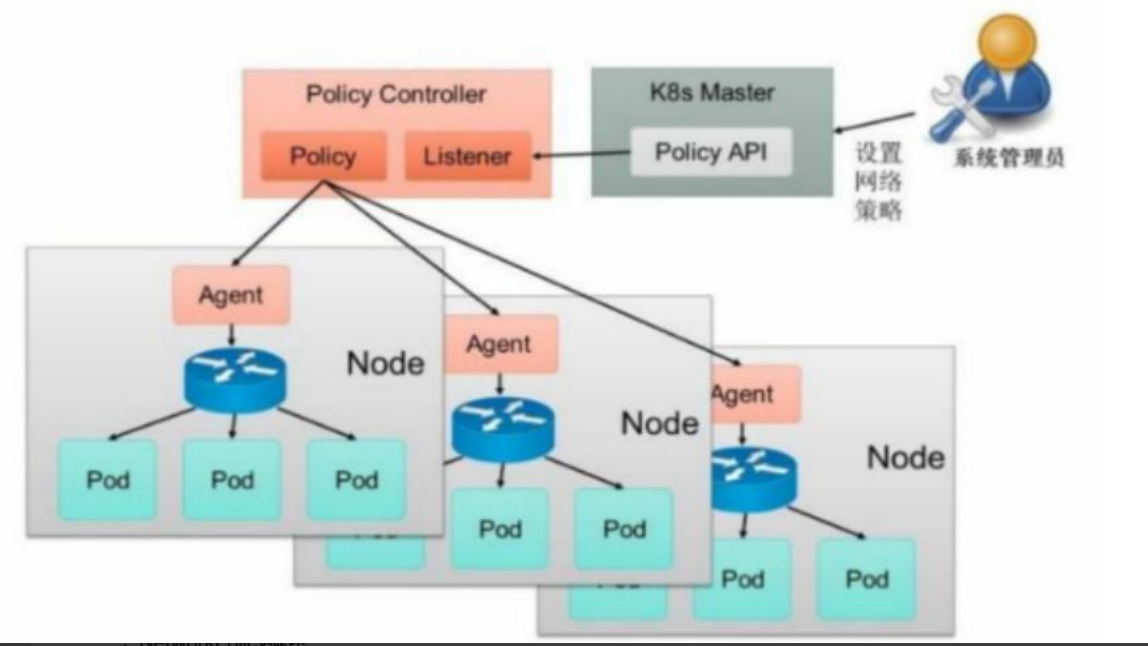 Policy Controller
Policy
Listener
K8s Master
Policy API
设置
网络
策略
系统管理员
Agent
Node
Pod
Pod
Pod
Agent
Node
Pod
Pod
Agent
Node
Pod
Pod